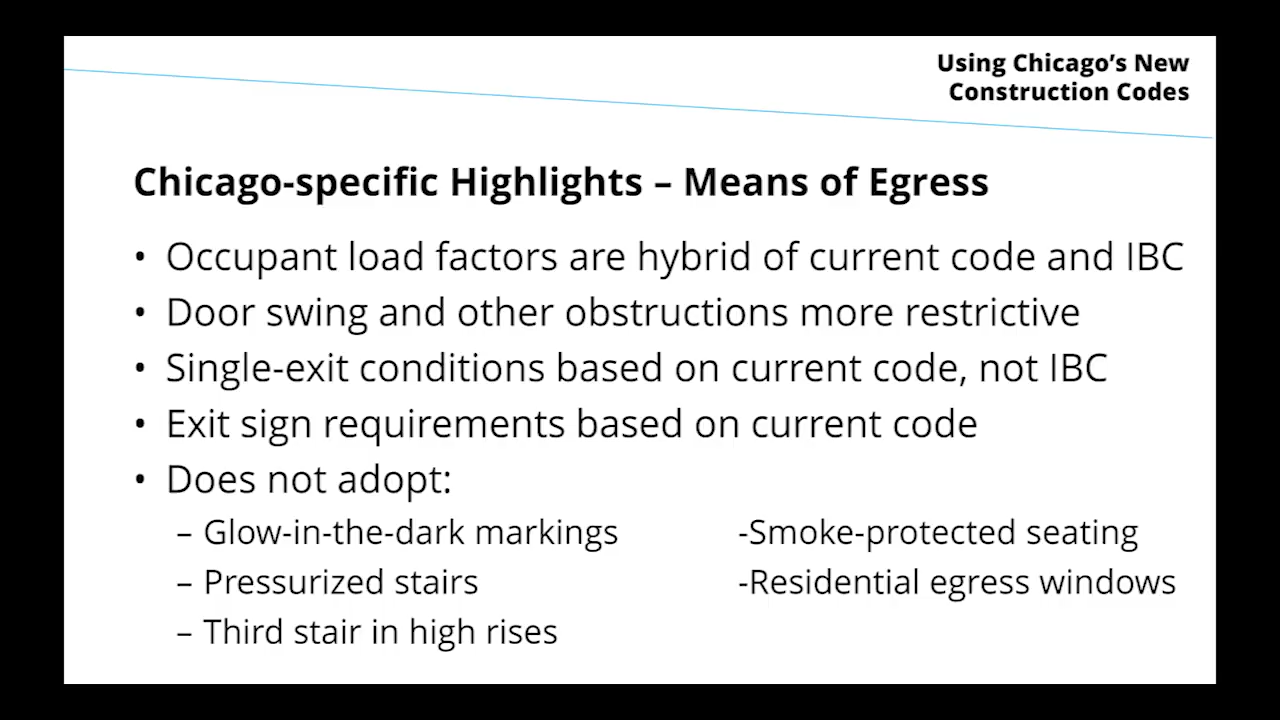 Using Chicago's New
Construction Codes
Chicago-specific Highlights – Means of Egress
• Occupant load factors are hybrid of current code and IBC
• Door swing and other obstructions more restrictive
• Single-exit conditions based on current code, not IBC
• Exit sign requirements based on current code
• Does not adopt:
– Glow-in-the-dark markings
– Pressurized stairs
– Third stair in high rises
-Smoke-protected seating
-Residential egress windows